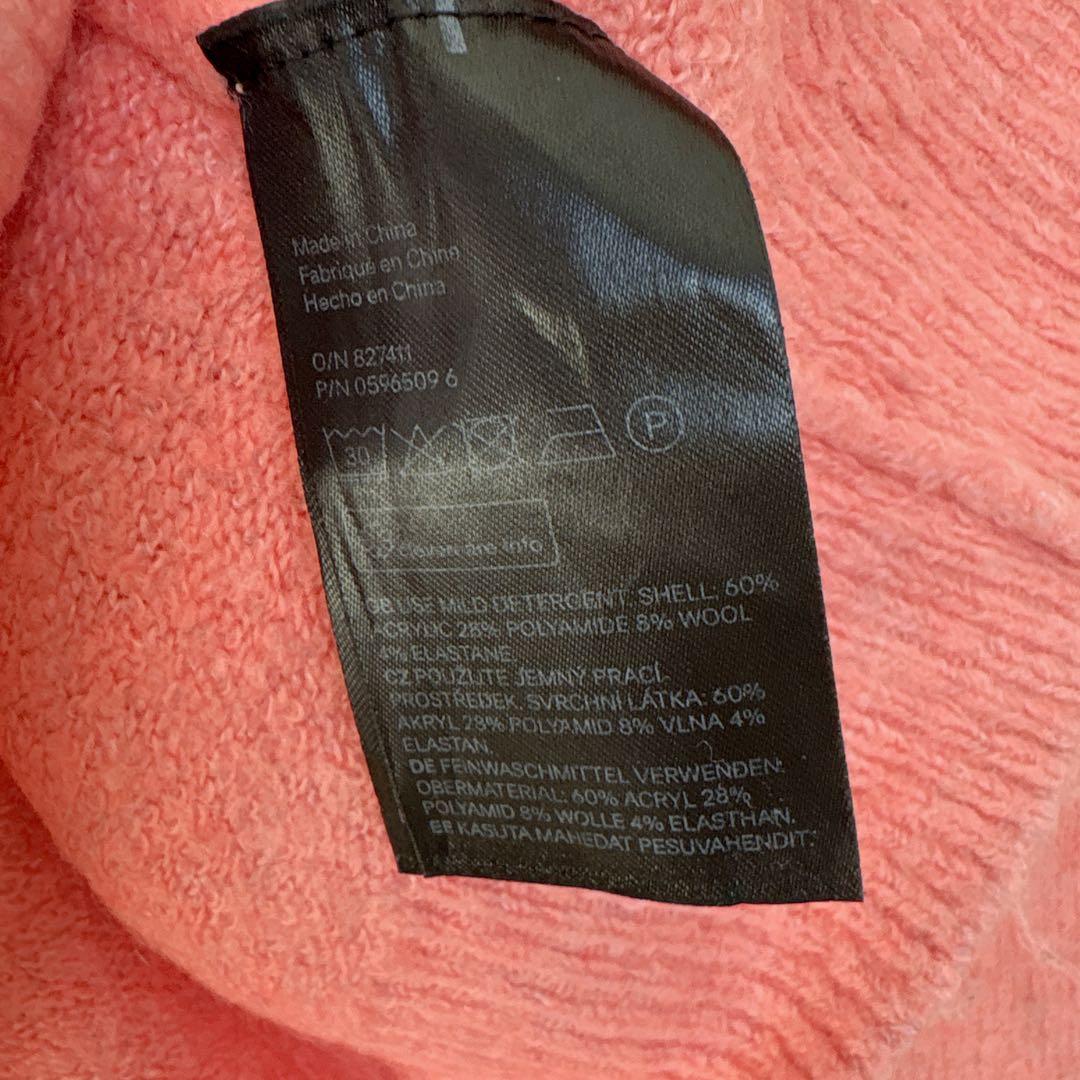 Made in China
Fabriqué en Chine
Hecho en China
O/N 827411
P/N 0596509 6
30
P
Clevercare info
GB USE MILD DETERGENT. SHELL: 60%
ACRYLIC 28% POLYAMIDE 8% WOOL
4% ELASTANE
CZ POUŽIJTE JEMNÝ PRACÍ
PROSTŘEDEK. SVRCHNÍ LÁTKA: 60%
AKRYL 28% POLYAMID 8% VLNA 4%
ELASTAN.
DE FEINWASCHMITTEL VERWENDEN.
OBERMATERIAL: 60% ACRYL 28%
POLYAMID 8% WOLLE 4% ELASTHAN.
EE KASUTA MAHEDAT PESUVAHENDIT.